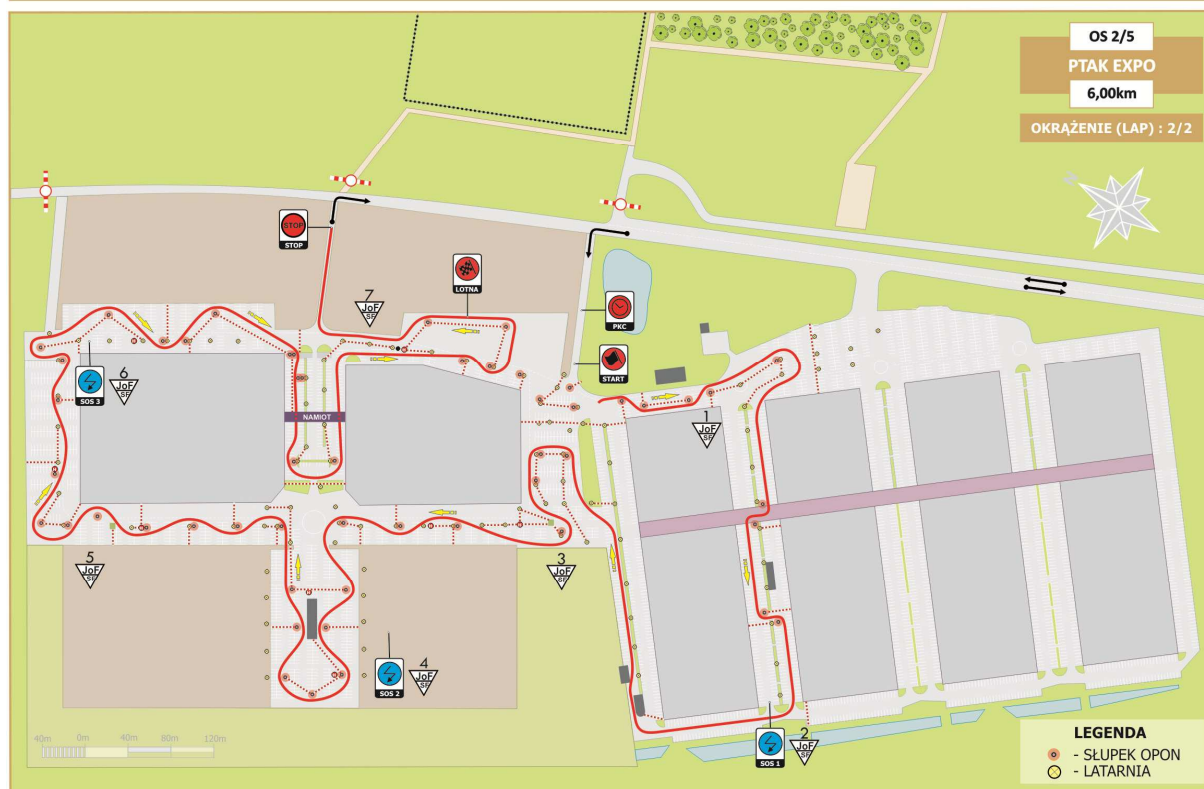 OS 2/5
PTAK EXPO
6,00km
OKRĄŻENIE (LAP) : 2/2
STOP
STOP
LOTNA
7
JoF
SF
PKC
START
6
JoF
SF
SOS 3
NAMIOT
1
JoF
SF
5
JoF
SF
3
JoF
SF
4
JoF
SF
SOS 2
2
JoF
SF
SOS 1
40m 0m 40m 80m 120m
LEGENDA
- SŁUPEK OPON
- LATARNIA